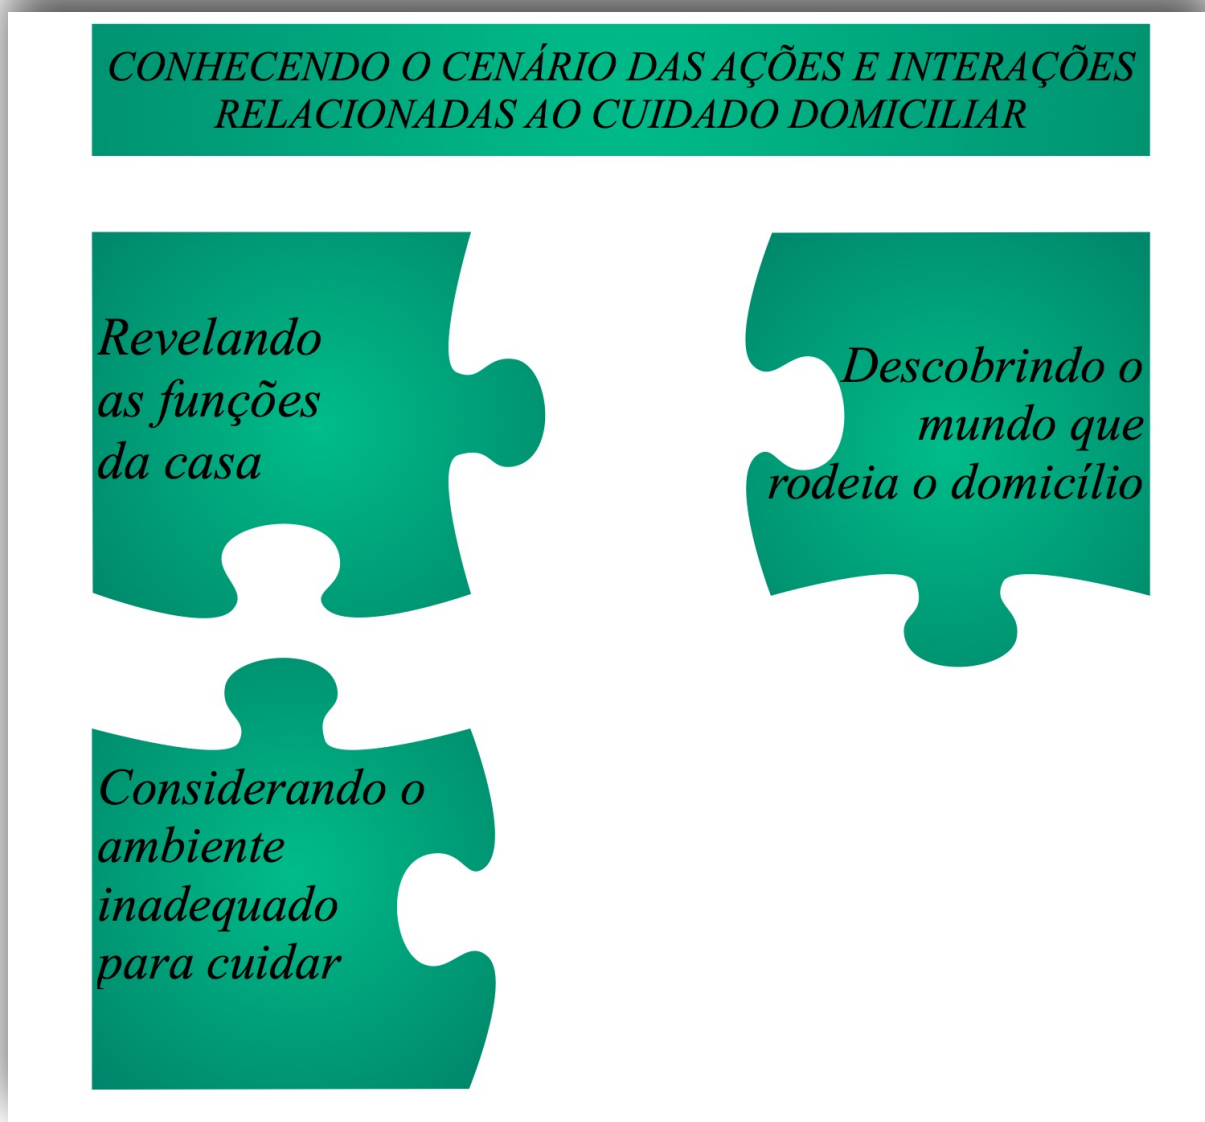 CONHECENDO O CENÁRIO DAS AÇÕES E INTERAÇÕES
RELACIONADAS AO CUIDADO DOMICILIAR
Revelando
as funções
da casa
Descobrindo o
mundo que
rodeia o domicílio
Considerando o
ambiente
inadequado
para cuidar